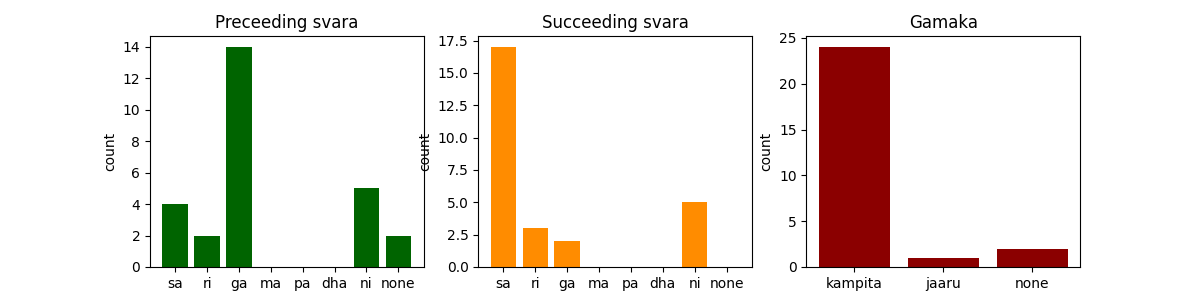 Preceeding svara
14
12
10
8
6
4
2
0
count
sa ri ga ma pa dha ni none
Succeeding svara
17.5
15.0
12.5
10.0
7.5
5.0
2.5
0.0
count
sa ri ga ma pa dha ni none
Gamaka
25
20
15
10
5
0
count
kampita jaaru none